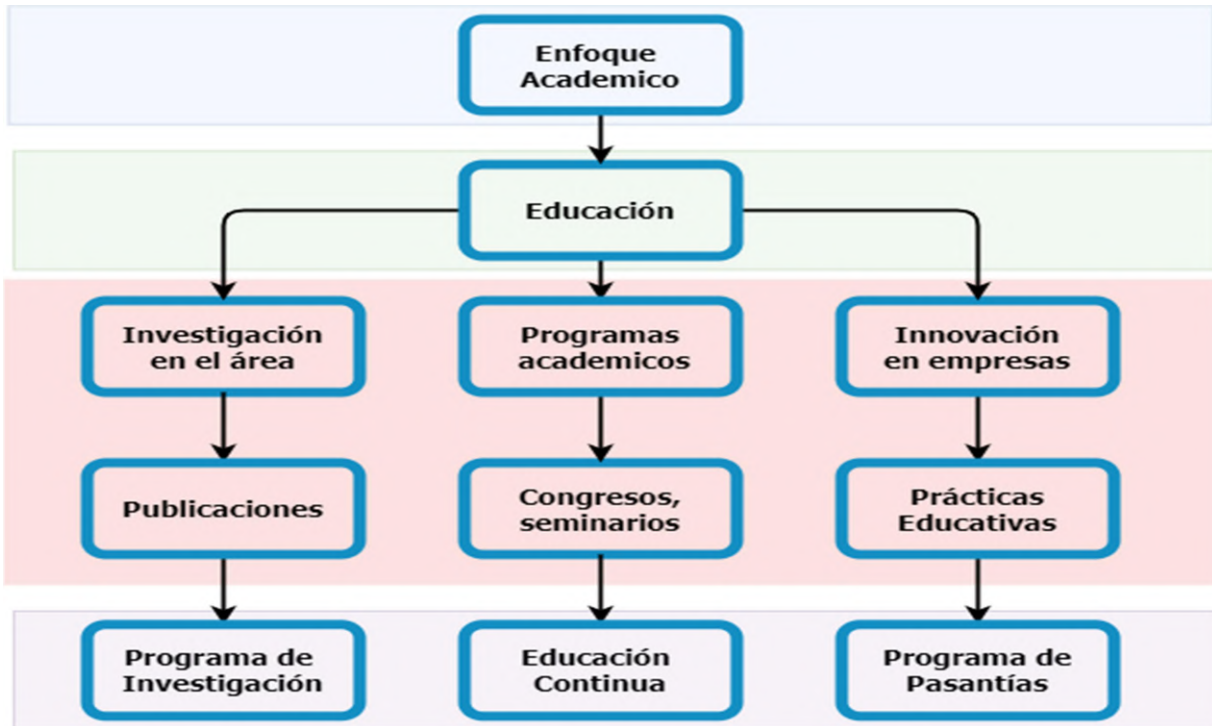 Enfoque
Academico
Educación
Investigación
en el área
Programas
academicos
Innovación
en empresas
Publicaciones
Congresos,
seminarios
Prácticas
Educativas
Programa de
Investigación
Educación
Continua
Programa de
Pasantías